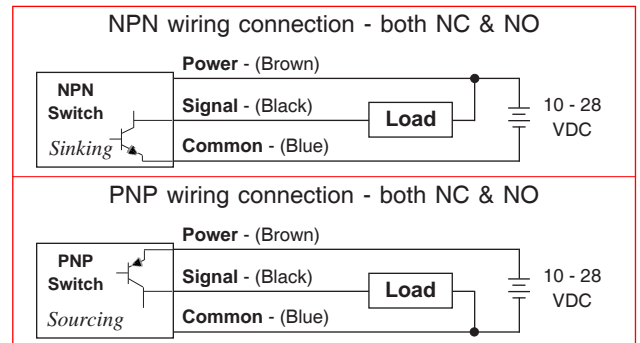 NPN wiring connection - both NC & NO
Power - (Brown)
NPN
Switch
Sinking
Signal - (Black)
Load
Common - (Blue)
10 - 28
VDC
PNP wiring connection - both NC & NO
Power - (Brown)
PNP
Switch
Sourcing
Signal - (Black)
Load
Common - (Blue)
10 - 28
VDC